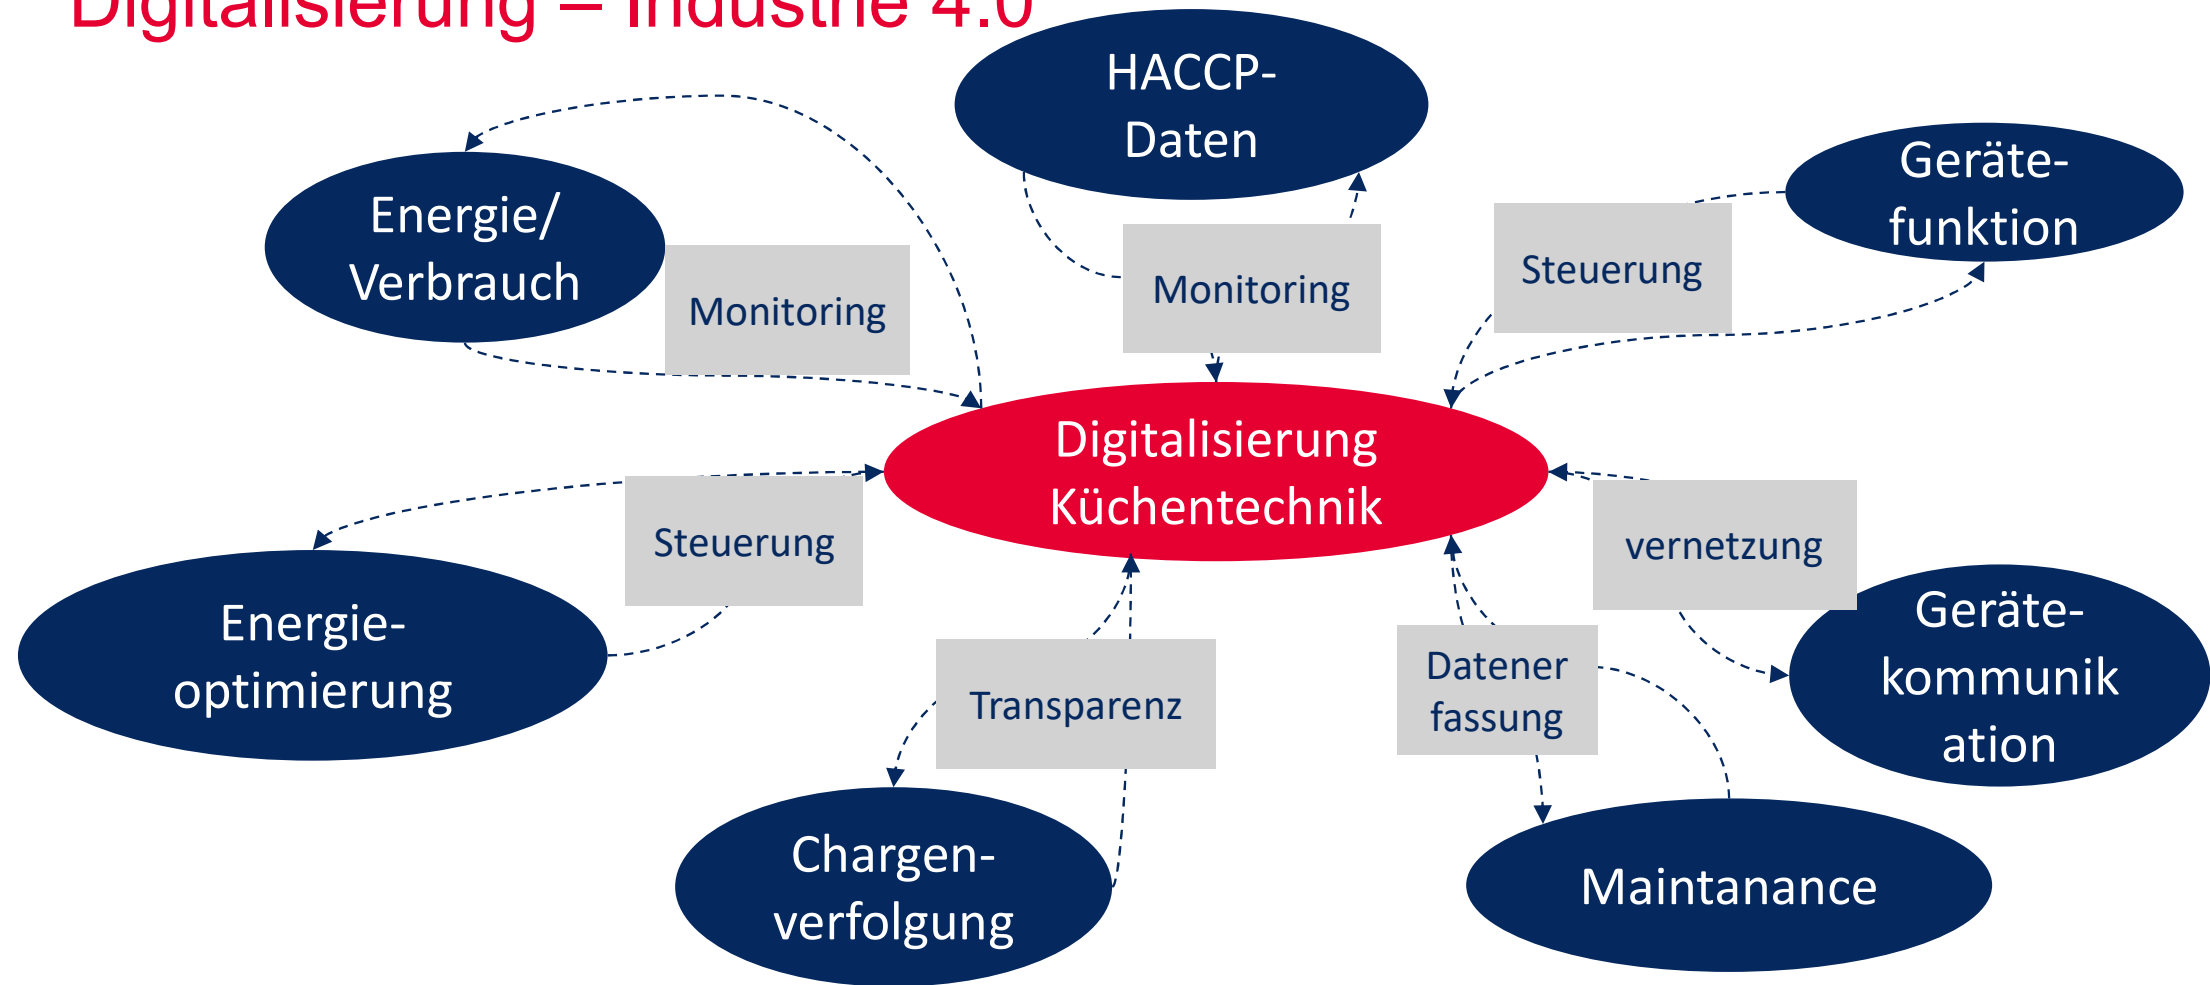 Digitalisierung – Industrie 4.0
HACCP-
Daten
Geräte-
funktion
Energie/
Verbrauch
Monitoring
Monitoring
Steuerung
Digitalisierung
Küchentechnik
Steuerung
vernetzung
Energie-
optimierung
Transparenz
Datener
fassung
Geräte-
kommunik
ation
Chargen-
verfolgung
Maintanance